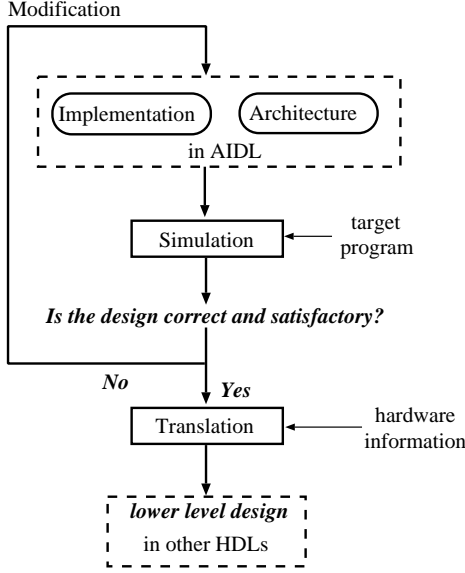 Modification
Implementation
Architecture
in AIDL
Simulation
target
program
Is the design correct and satisfactory?
No
Yes
Translation
hardware
information
lower level design
in other HDLs